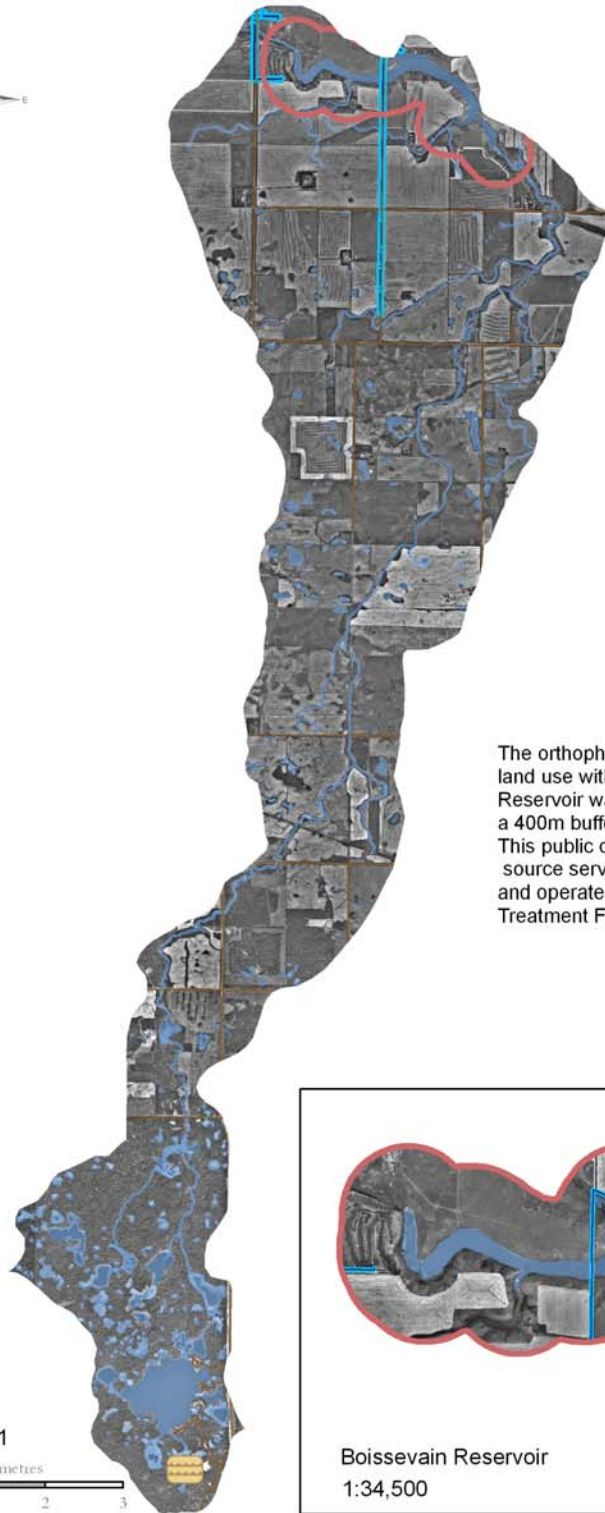 E
The orthoph
land use with
Reservoir wa
a 400m buffe
This public d
source serv
and operate
Treatment F
1
metres
2 3
Boissevain Reservoir
1:34,500